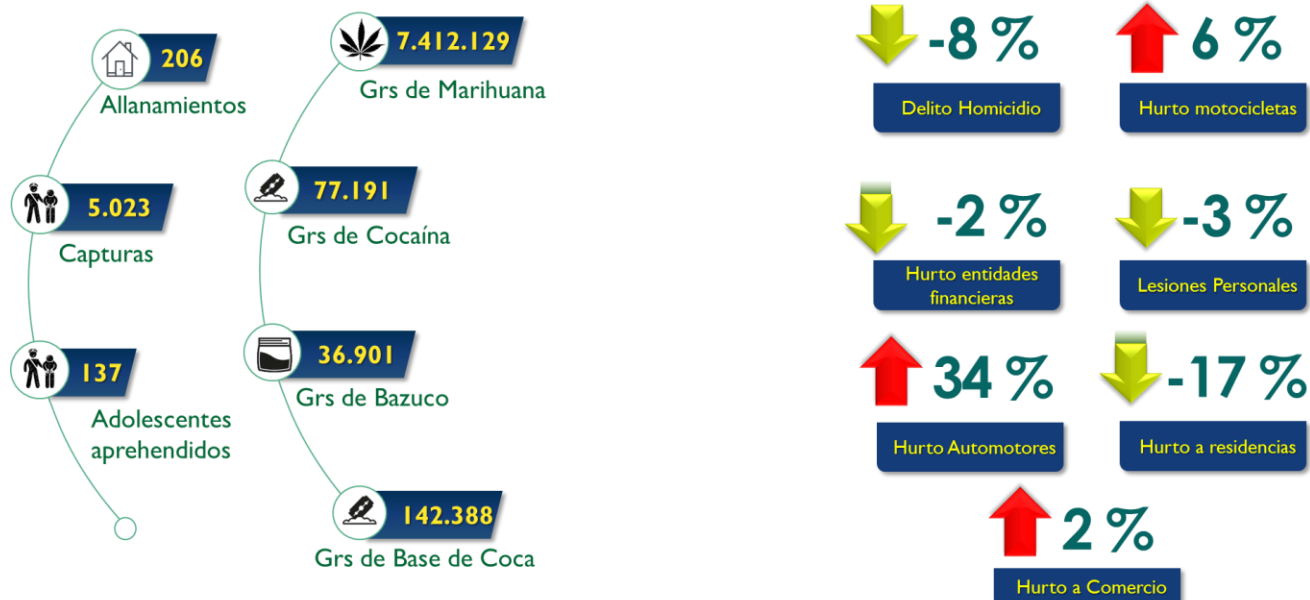 206
Allanamientos
5.023
Capturas
137
Adolescentes
aprehendidos
7.412.129
Grs de Marihuana
77.191
Grs de Cocaína
36.901
Grs de Bazuco
142.388
Grs de Base de Coca
-8 %
Delito Homicidio
6 %
Hurto motocicletas
-2 %
Hurto entidades
financieras
-3 %
Lesiones Personales
34 %
Hurto Automotores
-17 %
Hurto a residencias
2 %
Hurto a Comercio